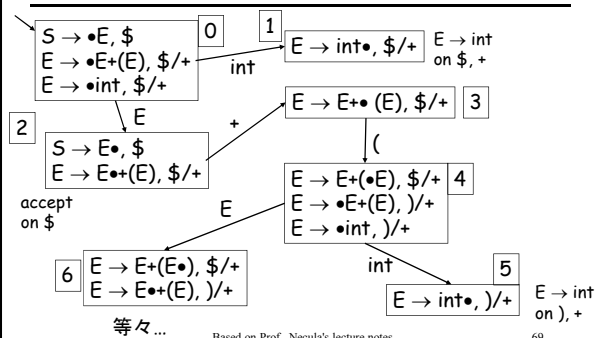 0
S → •E, $
E → •E+(E), $/+
E → •int, $/+
int
1
E → int•, $/+
E → int
on $, +
E
2
S → E•, $
E → E•+(E), $/+
accept
on $
+
E → E+• (E), $/+
3
(
E → E+(•E), $/+
E → •E+(E), )/+
E → •int, )/+
4
E
6
E → E+(E•), $/+
E → E•+(E), )/+
int
5
E → int•, )/+
E → int
on ), +
等々...
Based on Prof. Necula's lecture notes
69